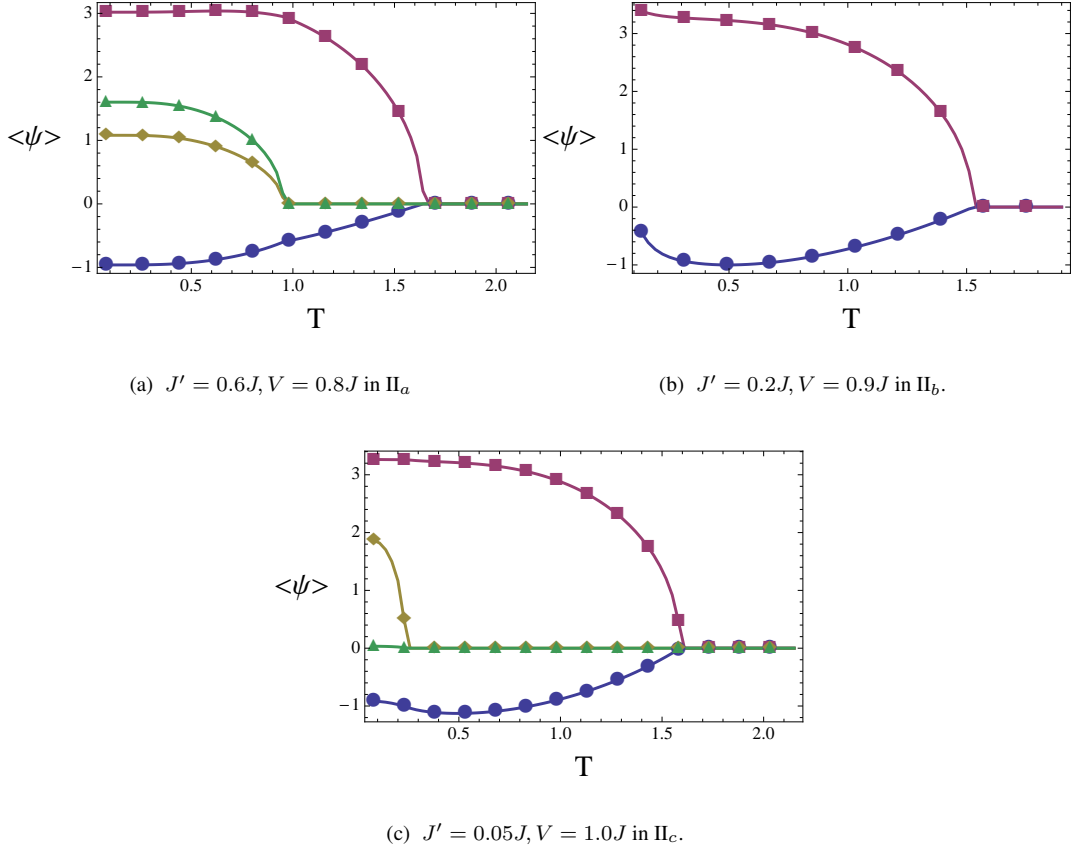 3
2
1
0
−1
<ψ>
0.5 1.0 1.5 2.0
T
(a) J′ = 0.6J, V = 0.8J in II_a
3
2
1
0
−1
<ψ>
0.5 1.0 1.5
T
(b) J′ = 0.2J, V = 0.9J in II_b.
3
2
1
0
−1
<ψ>
0.5 1.0 1.5 2.0
T
(c) J′ = 0.05J, V = 1.0J in II_c.